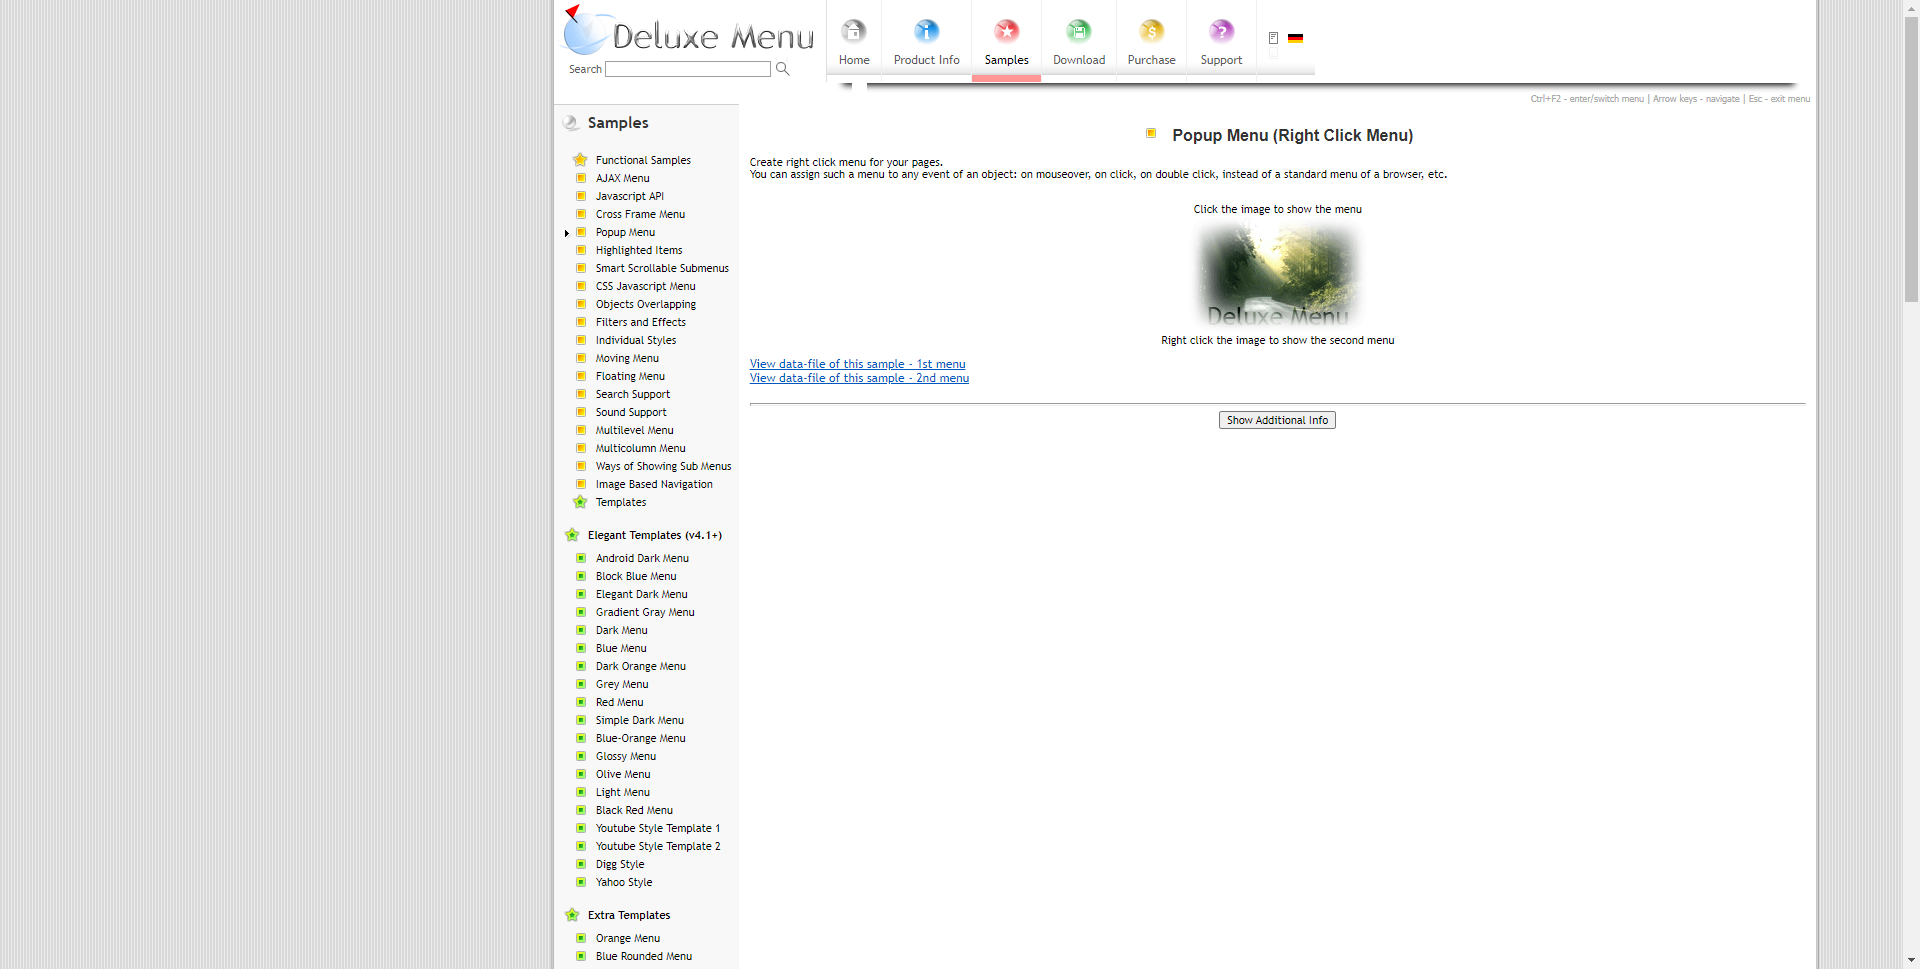 Deluxe Menu
Search
Home
Product Info
Samples
Download
Purchase
Support
Ctrl+F2 - enter/switch menu | Arrow keys - navigate | Esc - exit menu
Samples
Functional Samples
AJAX Menu
Javascript API
Cross Frame Menu
Popup Menu
Highlighted Items
Smart Scrollable Submenus
CSS Javascript Menu
Objects Overlapping
Filters and Effects
Individual Styles
Moving Menu
Floating Menu
Search Support
Sound Support
Multilevel Menu
Multicolumn Menu
Ways of Showing Sub Menus
Image Based Navigation
Templates
Elegant Templates (v4.1+)
Android Dark Menu
Block Blue Menu
Elegant Dark Menu
Gradient Gray Menu
Dark Menu
Blue Menu
Dark Orange Menu
Grey Menu
Red Menu
Simple Dark Menu
Blue-Orange Menu
Glossy Menu
Olive Menu
Light Menu
Black Red Menu
Youtube Style Template 1
Youtube Style Template 2
Digg Style
Yahoo Style
Extra Templates
Orange Menu
Blue Rounded Menu
Popup Menu (Right Click Menu)
Create right click menu for your pages.
You can assign such a menu to any event of an object: on mouseover, on click, on double click, instead of a standard menu of a browser, etc.
Click the image to show the menu
Deluxe Menu
Right click the image to show the second menu
View data-file of this sample - 1st menu
View data-file of this sample - 2nd menu
Show Additional Info